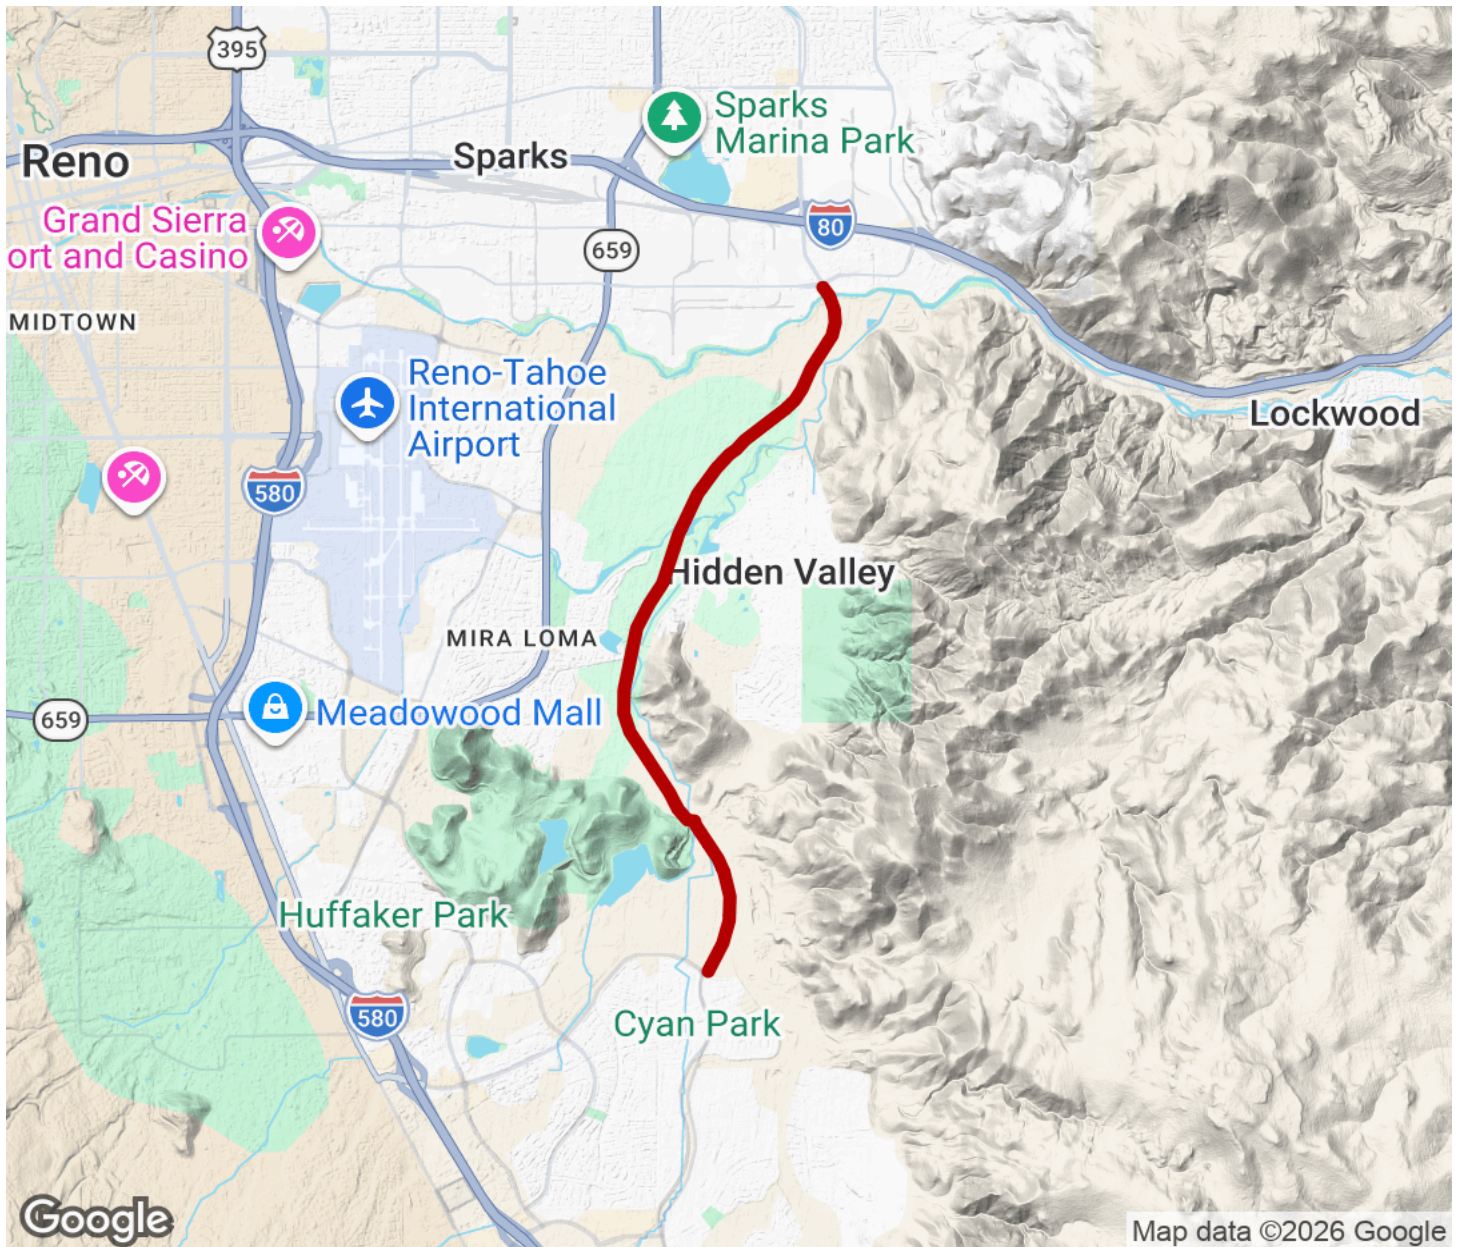 395
Sparks
Marina Park
Reno
Sparks
Grand Sierra
ort and Casino
80
659
MIDTOWN
Reno-Tahoe
International
Airport
Lockwood
580
Hidden Valley
MIRA LOMA
659
Meadowood Mall
Huffaker Park
580
Cyan Park
Google
Map data ©2026 Google